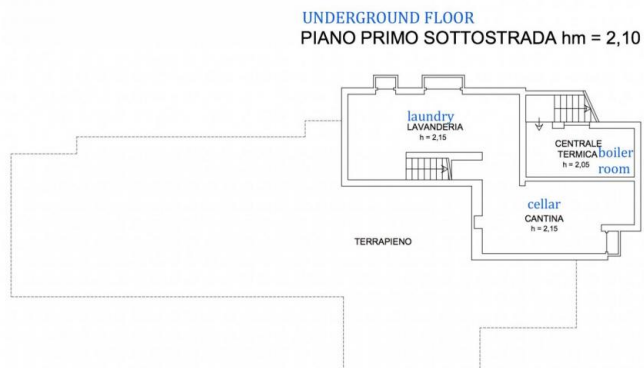 UNDERGROUND FLOOR
PIANO PRIMO SOTTOSTRADA hm = 2,10
laundry
LAVANDERIA
h = 2,15
CENTRALE
TERMICA boiler
h = 2,05 room
cellar
CANTINA
h = 2,15
TERRAPIENO